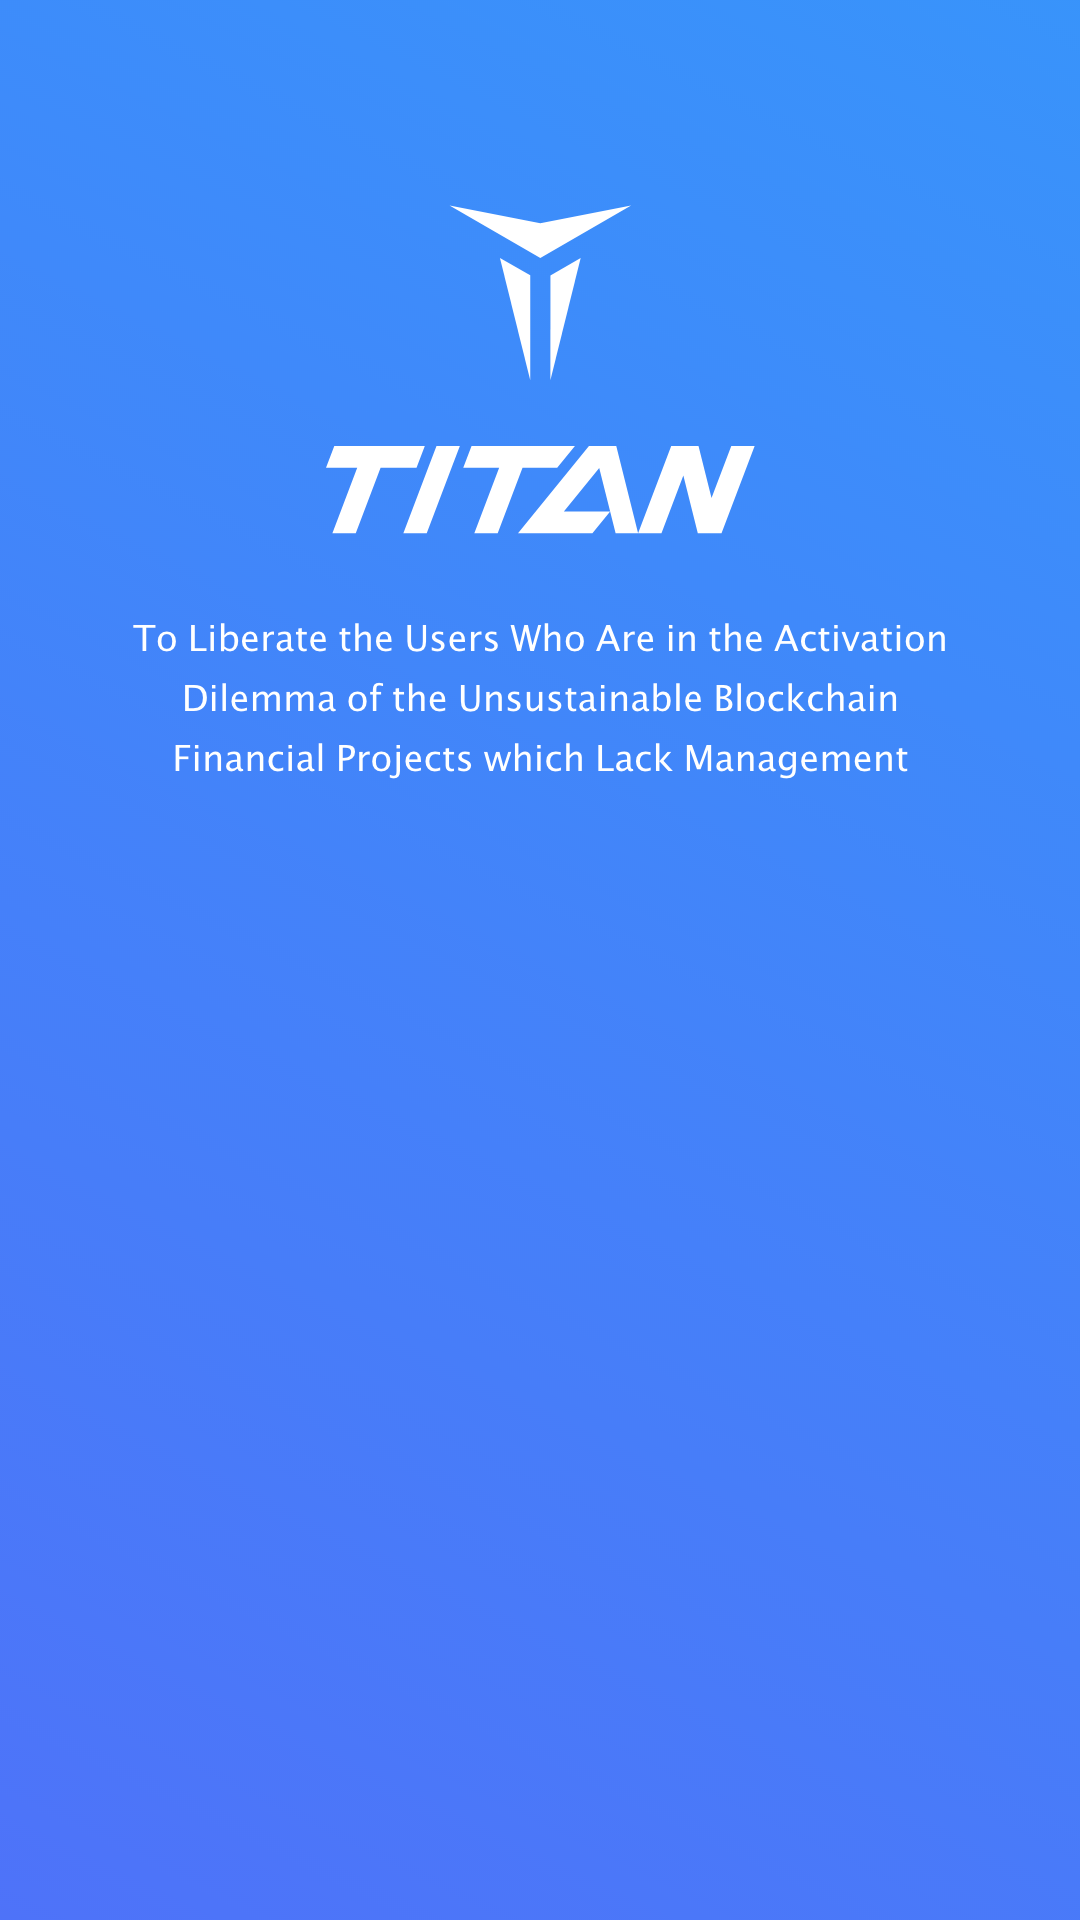 TITAN
To Liberate the Users Who Are in the Activation
Dilemma of the Unsustainable Blockchain
Financial Projects which Lack Management